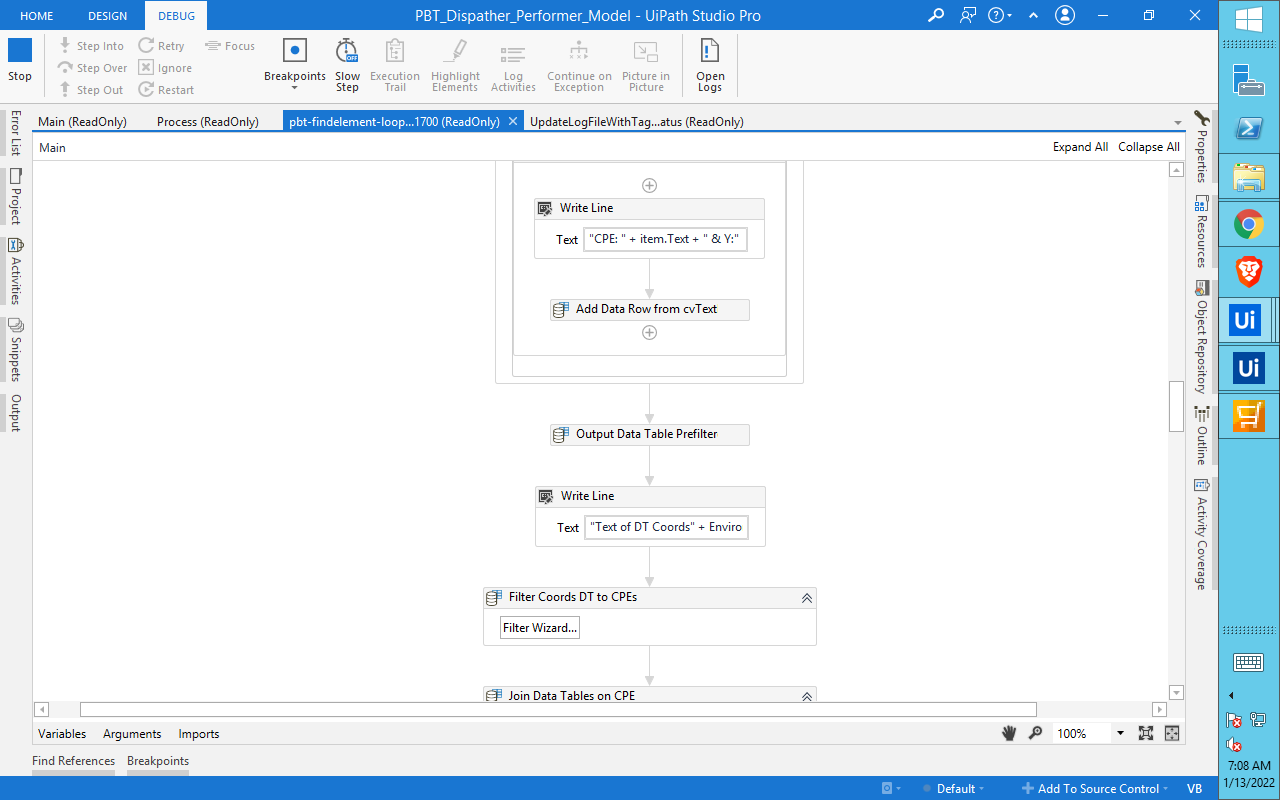 HOME DESIGN DEBUG PBT_Dispather_Performer_Model - UiPath Studio Pro
Stop
Step Into
Step Over
Step Out
Retry
Ignore
Restart
Focus
Breakpoints
Slow
Step
OFF
Execution
Trail
Highlight
Elements
Log
Activities
Continue on
Exception
Picture in
Picture
Open
Logs
Main (ReadOnly) Process (ReadOnly) pbt-findelement-loop...1700 (ReadOnly) UpdateLogFileWithTag...atus (ReadOnly)
Main Expand All Collapse All
Error List
Project
Activities
Snippets
Output
Write Line
Text "CPE: " + item.Text + " & Y:"
Add Data Row from cvText
Output Data Table Prefilter
Write Line
Text "Text of DT Coords" + Enviro
Filter Coords DT to CPEs
Filter Wizard...
Join Data Tables on CPE
Properties
Resources
Object Repository
Outline
Activity Coverage
Variables Arguments Imports 100%
Find References Breakpoints
Default Add To Source Control VB
Ui
Ui
7:08 AM
1/13/2022